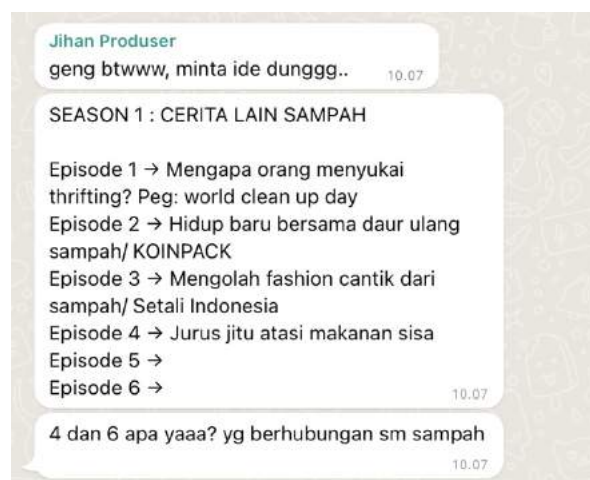 Jihan Produser
geng btwww, minta ide dunggg..
10.07
SEASON 1 : CERITA LAIN SAMPAH
Episode 1 → Mengapa orang menyukai
thrifting? Peg: world clean up day
Episode 2 → Hidup baru bersama daur ulang
sampah/ KOINPACK
Episode 3 → Mengolah fashion cantik dari
sampah/ Setali Indonesia
Episode 4 → Jurus jitu atasi makanan sisa
Episode 5 →
Episode 6 →
10.07
4 dan 6 apa yaaa? yg berhubungan sm sampah
10.07